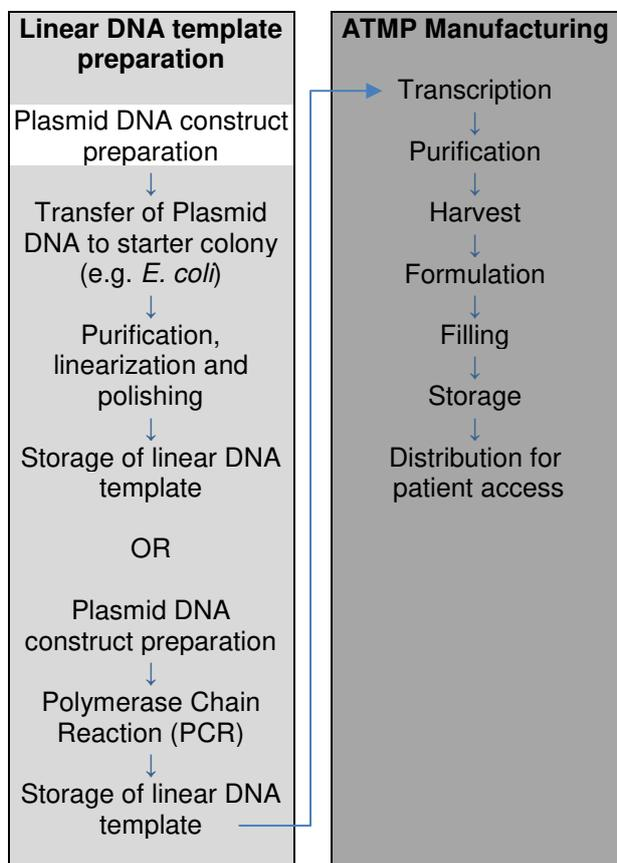 Linear DNA template
preparation
Plasmid DNA construct
preparation
↓
Transfer of Plasmid
DNA to starter colony
(e.g. E. coli)
↓
Purification,
linearization and
polishing
↓
Storage of linear DNA
template
OR
Plasmid DNA
construct preparation
↓
Polymerase Chain
Reaction (PCR)
↓
Storage of linear DNA
template
ATMP Manufacturing
Transcription
↓
Purification
↓
Harvest
↓
Formulation
↓
Filling
↓
Storage
↓
Distribution for
patient access